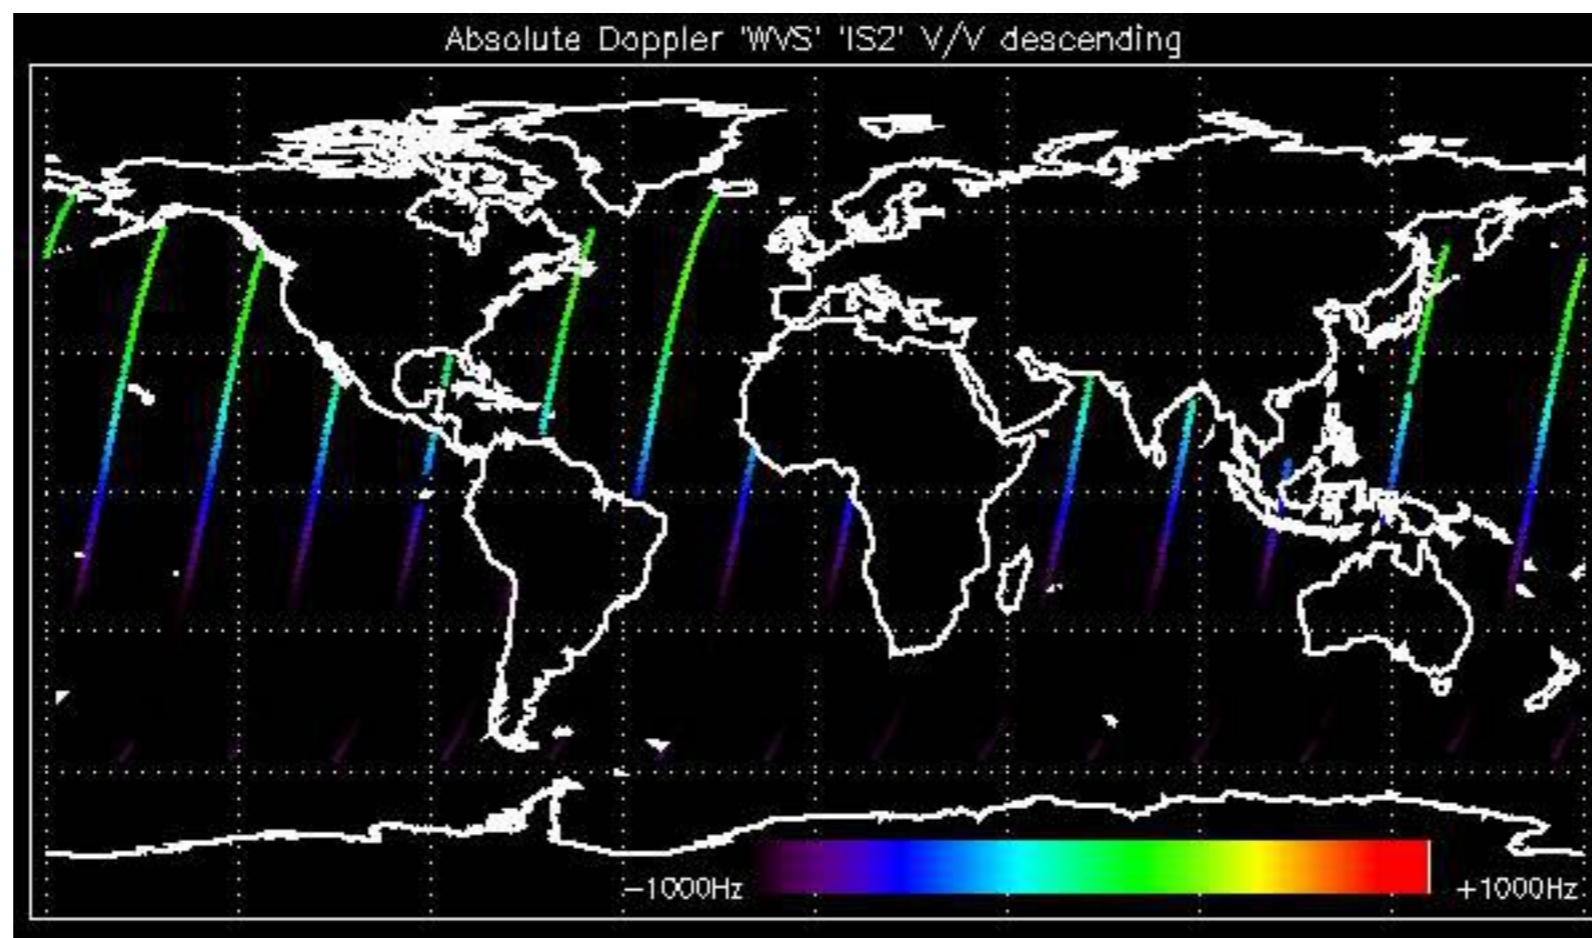 Absolute Doppler 'WVS' 'IS2' V/V descending
−1000Hz
+1000Hz